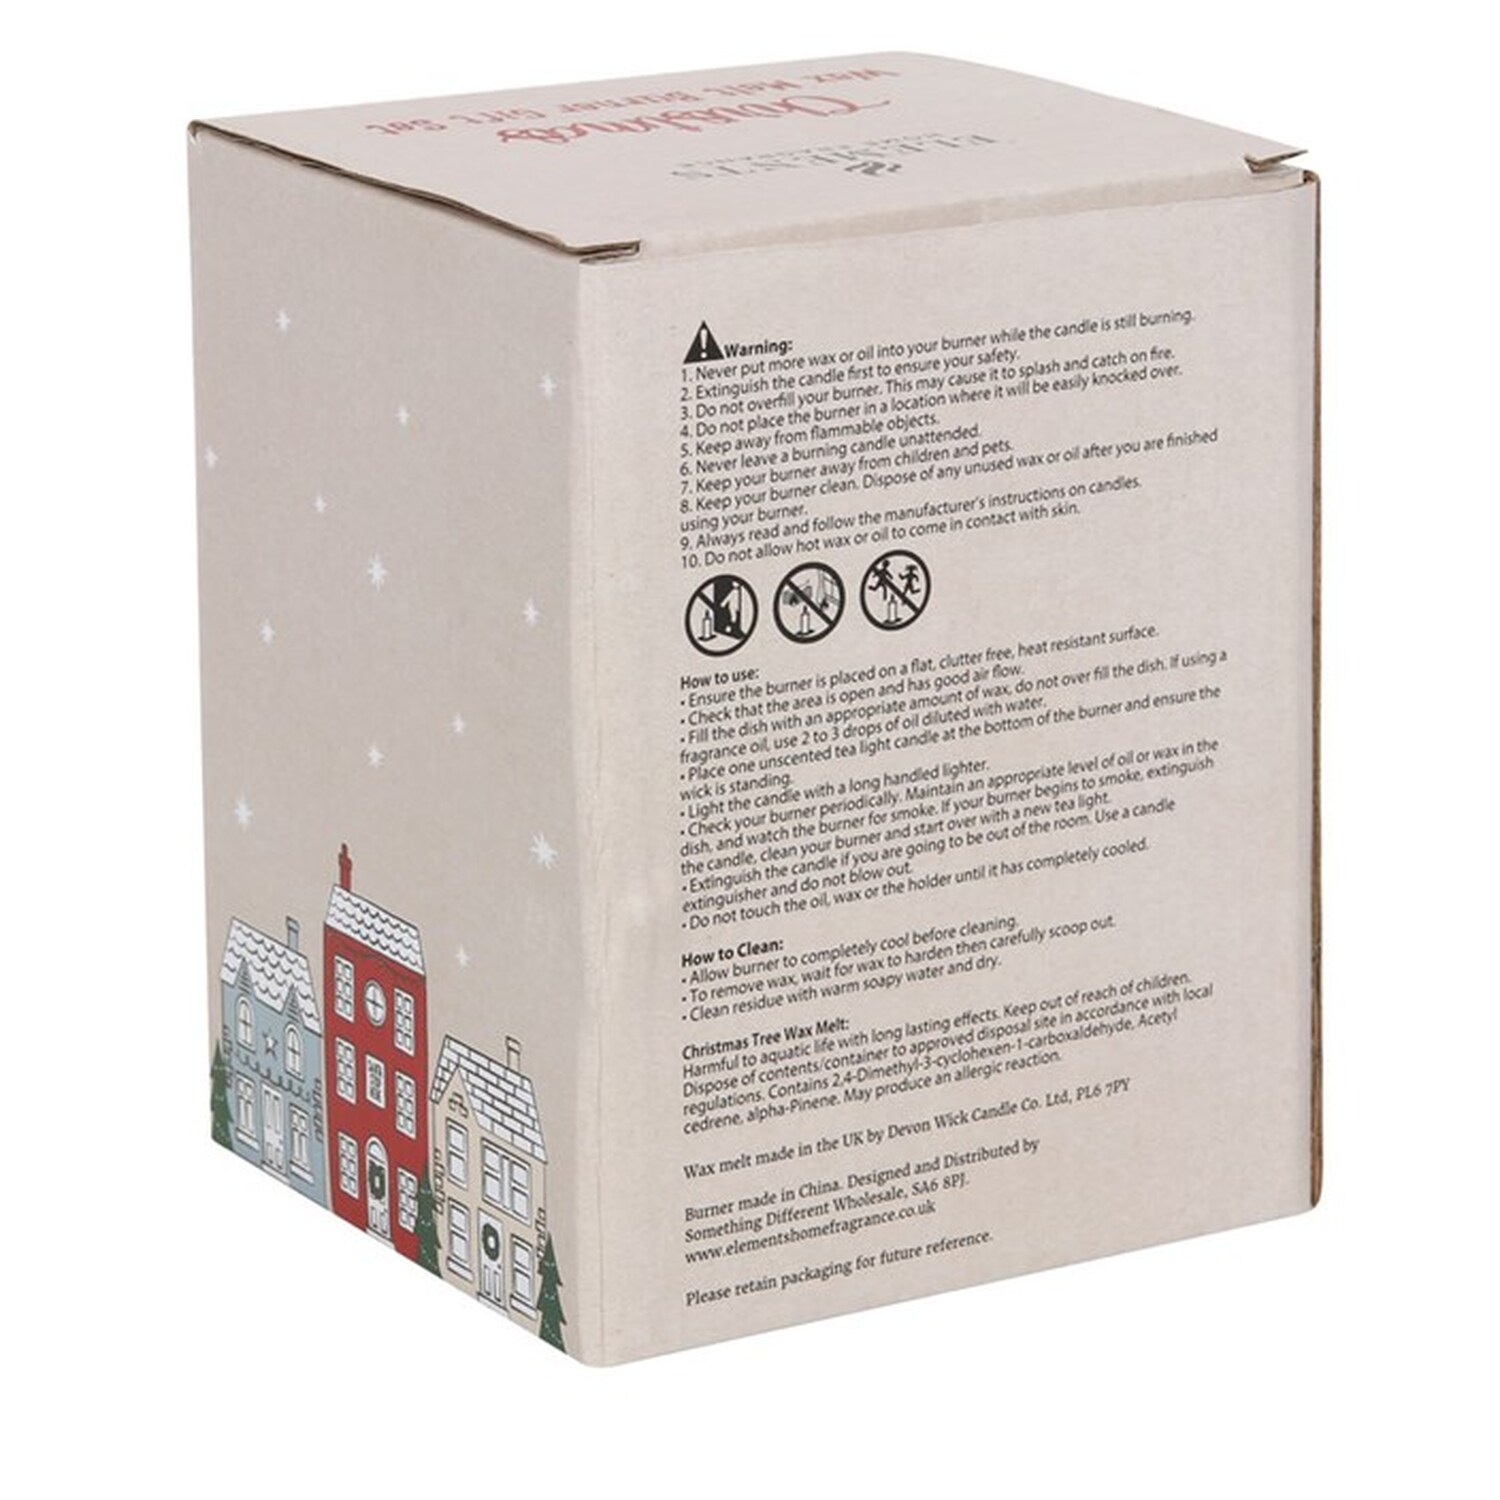 Wax Melt Burner Gift Set
Christmas
ELEMENTS
HOME FRAGRANCE
Warning:
1. Never put more wax or oil into your burner while the candle is still burning.
2. Extinguish the candle first to ensure your safety.
3. Do not overfill your burner. This may cause it to splash and catch on fire.
4. Do not place the burner in a location where it will be easily knocked over.
5. Keep away from flammable objects.
6. Never leave a burning candle unattended.
7. Keep your burner away from children and pets.
8. Keep your burner clean. Dispose of any unused wax or oil after you are finished
using your burner.
9. Always read and follow the manufacturer's instructions on candles.
10. Do not allow hot wax or oil to come in contact with skin.
How to use:
• Ensure the burner is placed on a flat, clutter free, heat resistant surface.
• Check that the area is open and has good air flow.
• Fill the dish with an appropriate amount of wax, do not over fill the dish. If using a
fragrance oil, use 2 to 3 drops of oil diluted with water.
• Place one unscented tea light candle at the bottom of the burner and ensure the
wick is standing.
• Light the candle with a long handled lighter.
• Check your burner periodically. Maintain an appropriate level of oil or wax in the
dish, and watch the burner for smoke. If your burner begins to smoke, extinguish
the candle, clean your burner and start over with a new tea light.
• Extinguish the candle if you are going to be out of the room. Use a candle
extinguisher and do not blow out.
• Do not touch the oil, wax or the holder until it has completely cooled.
How to Clean:
• Allow burner to completely cool before cleaning.
• To remove wax, wait for wax to harden then carefully scoop out.
• Clean residue with warm soapy water and dry.
Christmas Tree Wax Melt:
Harmful to aquatic life with long lasting effects. Keep out of reach of children.
Dispose of contents/container to approved disposal site in accordance with local
regulations. Contains 2,4-Dimethyl-3-cyclohexen-1-carboxaldehyde, Acetyl
cedrene, alpha-Pinene. May produce an allergic reaction.
Wax melt made in the UK by Devon Wick Candle Co. Ltd, PL6 7PY
Burner made in China. Designed and Distributed by
Something Different Wholesale, SA6 8PJ.
www.elementshomefragrance.co.uk
Please retain packaging for future reference.